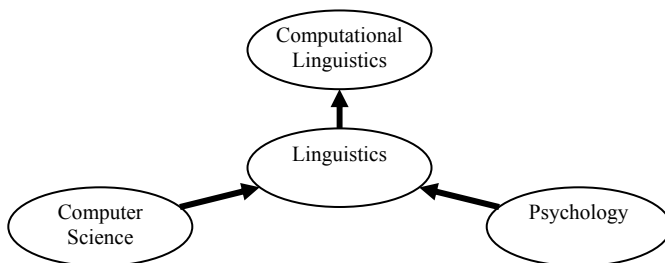 Computational
Linguistics
Linguistics
Computer
Science
Psychology